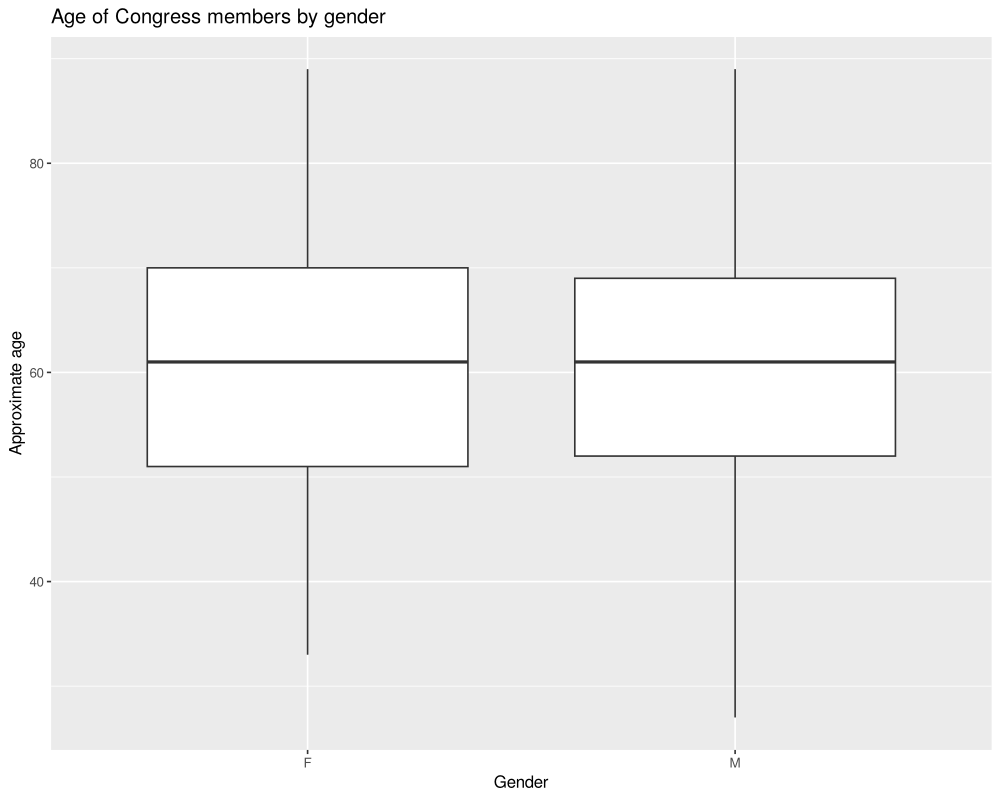 Age of Congress members by gender
80
60
40
Approximate age
F
M
Gender